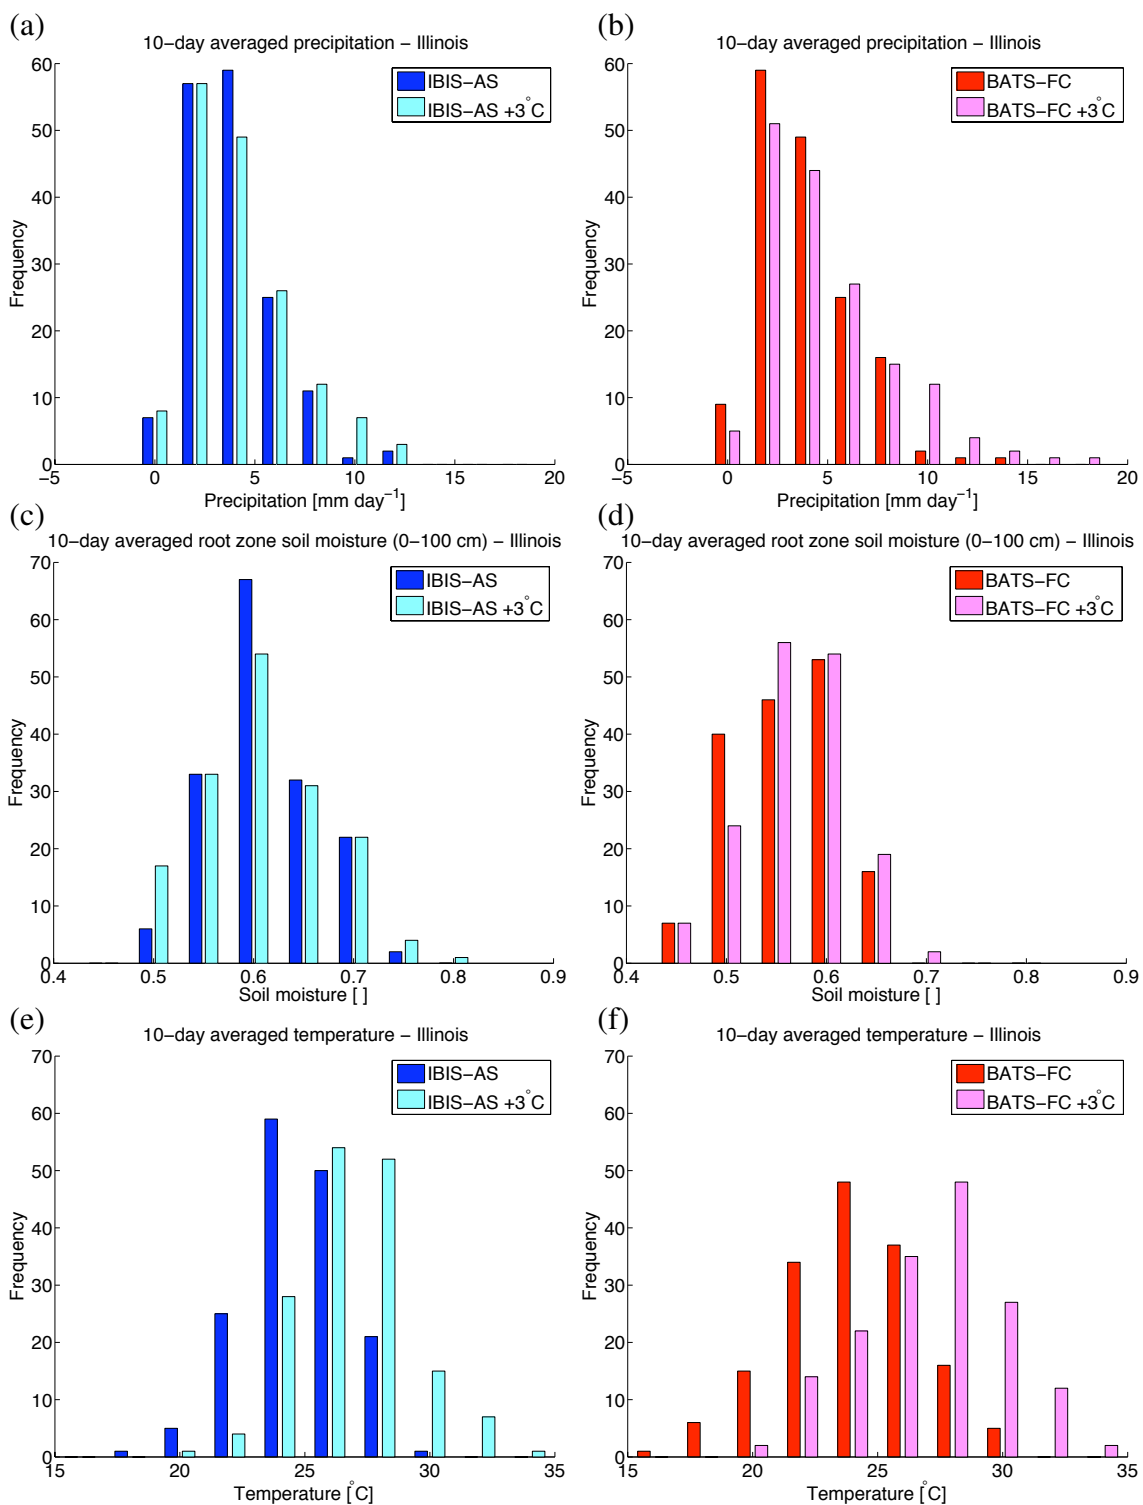 (a)
10−day averaged precipitation − Illinois
60
50
40
30
20
10
0
Frequency
IBIS−AS
IBIS−AS +3°C
−5 0 5 10 15 20
Precipitation [mm day⁻¹]
(b)
10−day averaged precipitation − Illinois
60
50
40
30
20
10
0
Frequency
BATS−FC
BATS−FC +3°C
−5 0 5 10 15 20
Precipitation [mm day⁻¹]
(c)
10−day averaged root zone soil moisture (0−100 cm) − Illinois
70
60
50
40
30
20
10
0
Frequency
IBIS−AS
IBIS−AS +3°C
0.4 0.5 0.6 0.7 0.8 0.9
Soil moisture [ ]
(d)
10−day averaged root zone soil moisture (0−100 cm) − Illinois
70
60
50
40
30
20
10
0
Frequency
BATS−FC
BATS−FC +3°C
0.4 0.5 0.6 0.7 0.8 0.9
Soil moisture [ ]
(e)
10−day averaged temperature − Illinois
70
60
50
40
30
20
10
0
Frequency
IBIS−AS
IBIS−AS +3°C
15 20 25 30 35
Temperature [°C]
(f)
10−day averaged temperature − Illinois
70
60
50
40
30
20
10
0
Frequency
BATS−FC
BATS−FC +3°C
15 20 25 30 35
Temperature [°C]